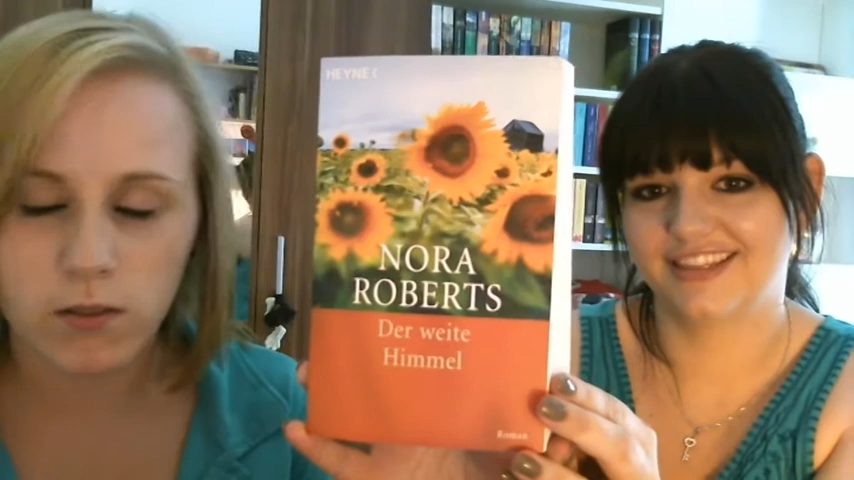 HEYNE <
NORA
ROBERTS
Der weite
Himmel
Roman